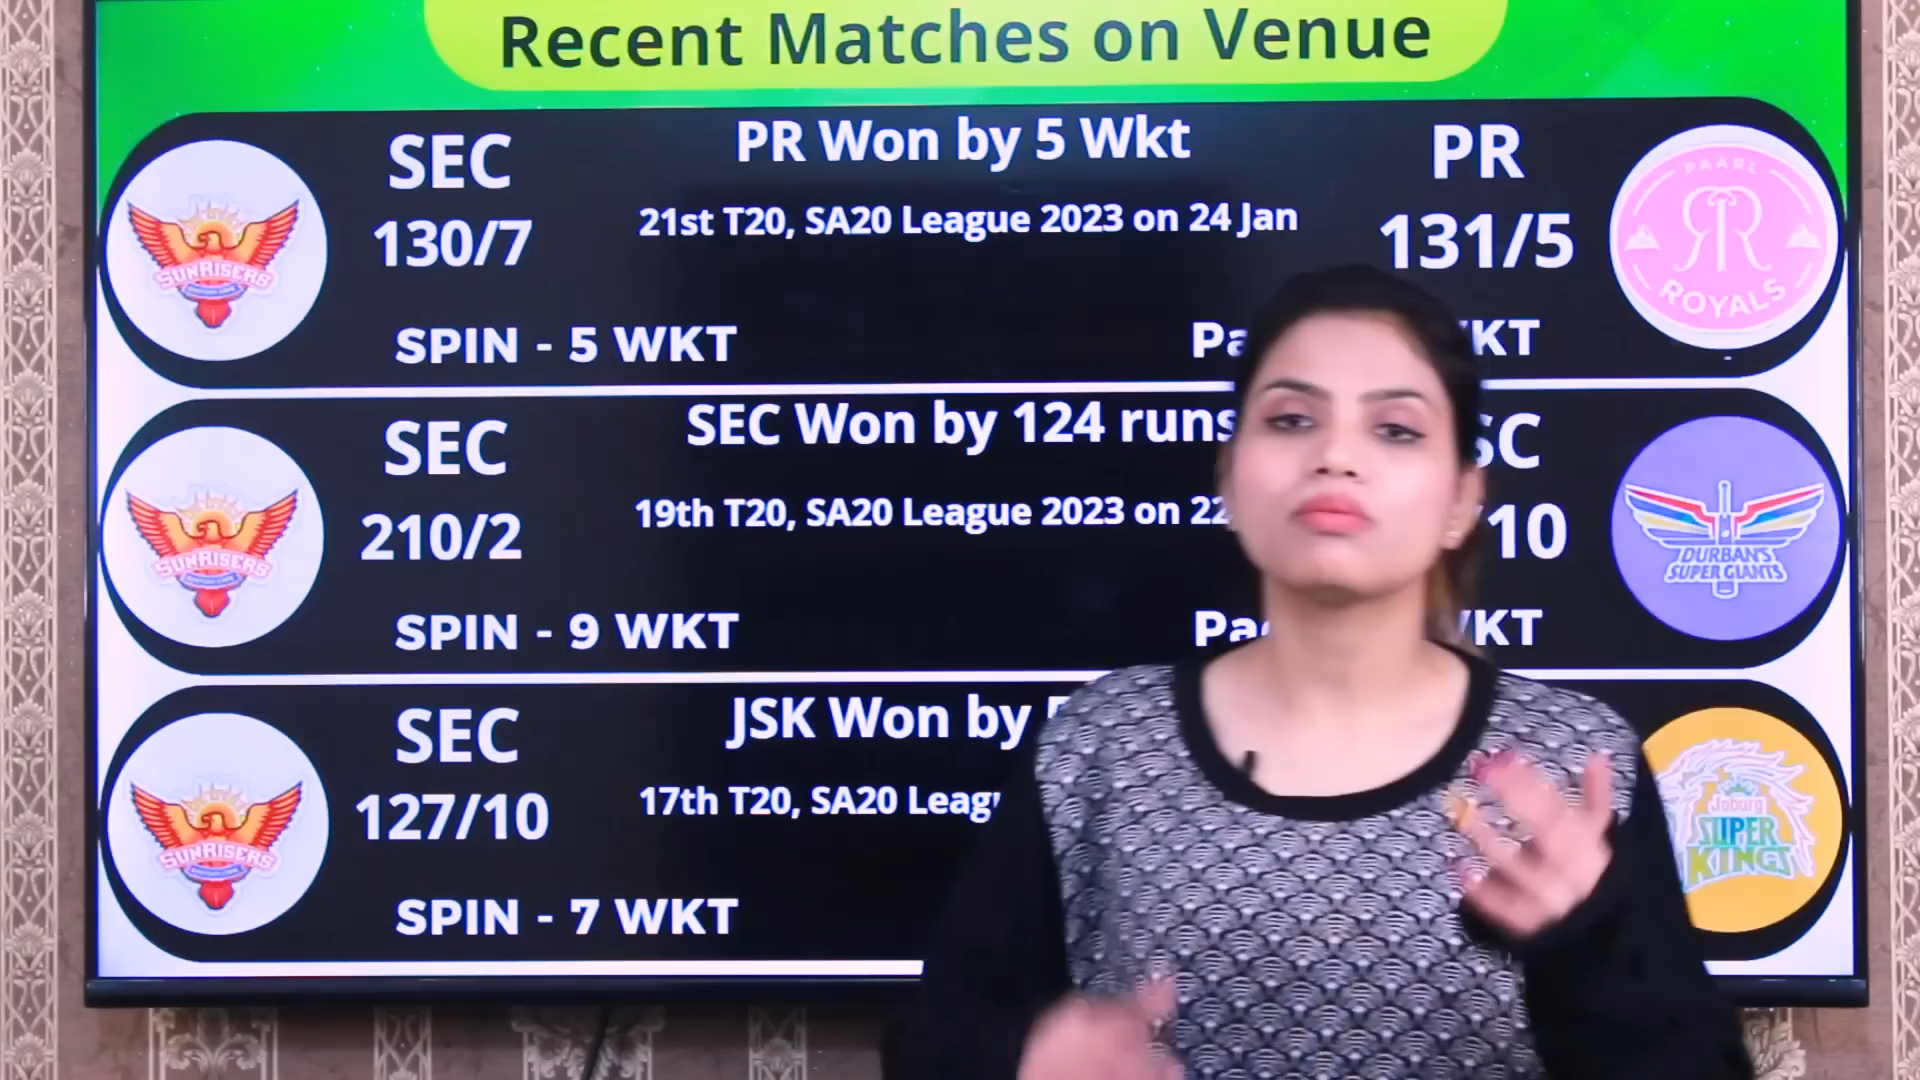 Recent Matches on Venue
SEC
PR Won by 5 Wkt
PR
130/7
21st T20, SA20 League 2023 on 24 Jan
131/5
SPIN - 5 WKT
SUNRISERS
PAARL
ROYALS
SEC
SEC Won by 124 runs
210/2
19th T20, SA20 League 2023 on 22
SPIN - 9 WKT
SUNRISERS
DURBAN'S
SUPER GIANTS
SEC
JSK Won by
127/10
17th T20, SA20
SPIN - 7 WKT
SUNRISERS
Joburg
SUPER
KINGS